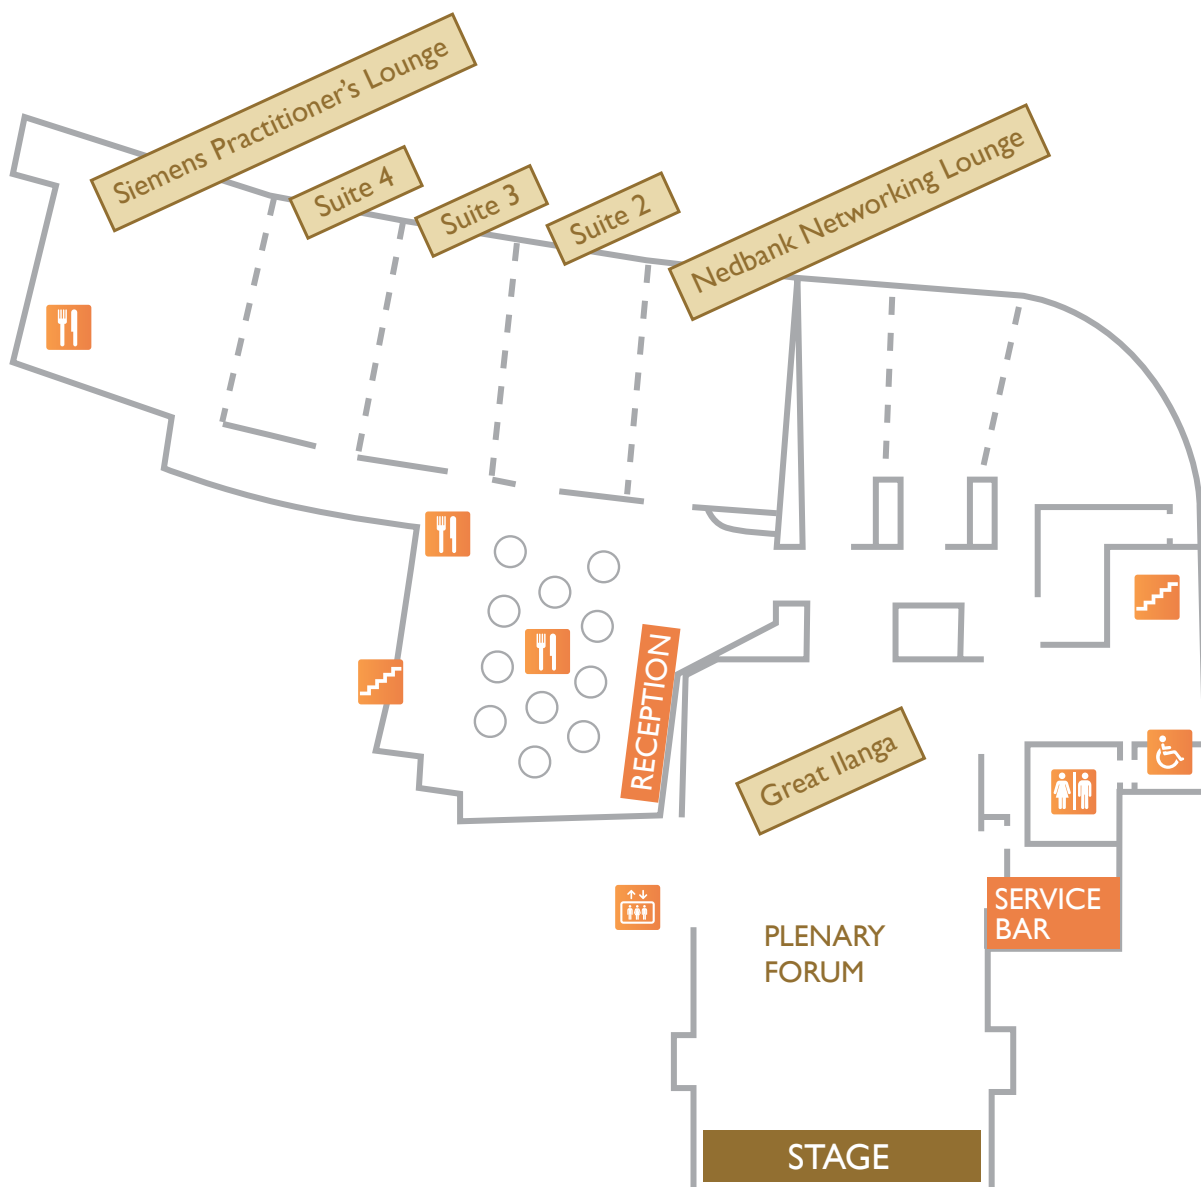 Siemens Practitioner’s Lounge
Suite 4
Suite 3
Suite 2
Nedbank Networking Lounge
RECEPTION
Great Ilanga
SERVICE
BAR
PLENARY
FORUM
STAGE